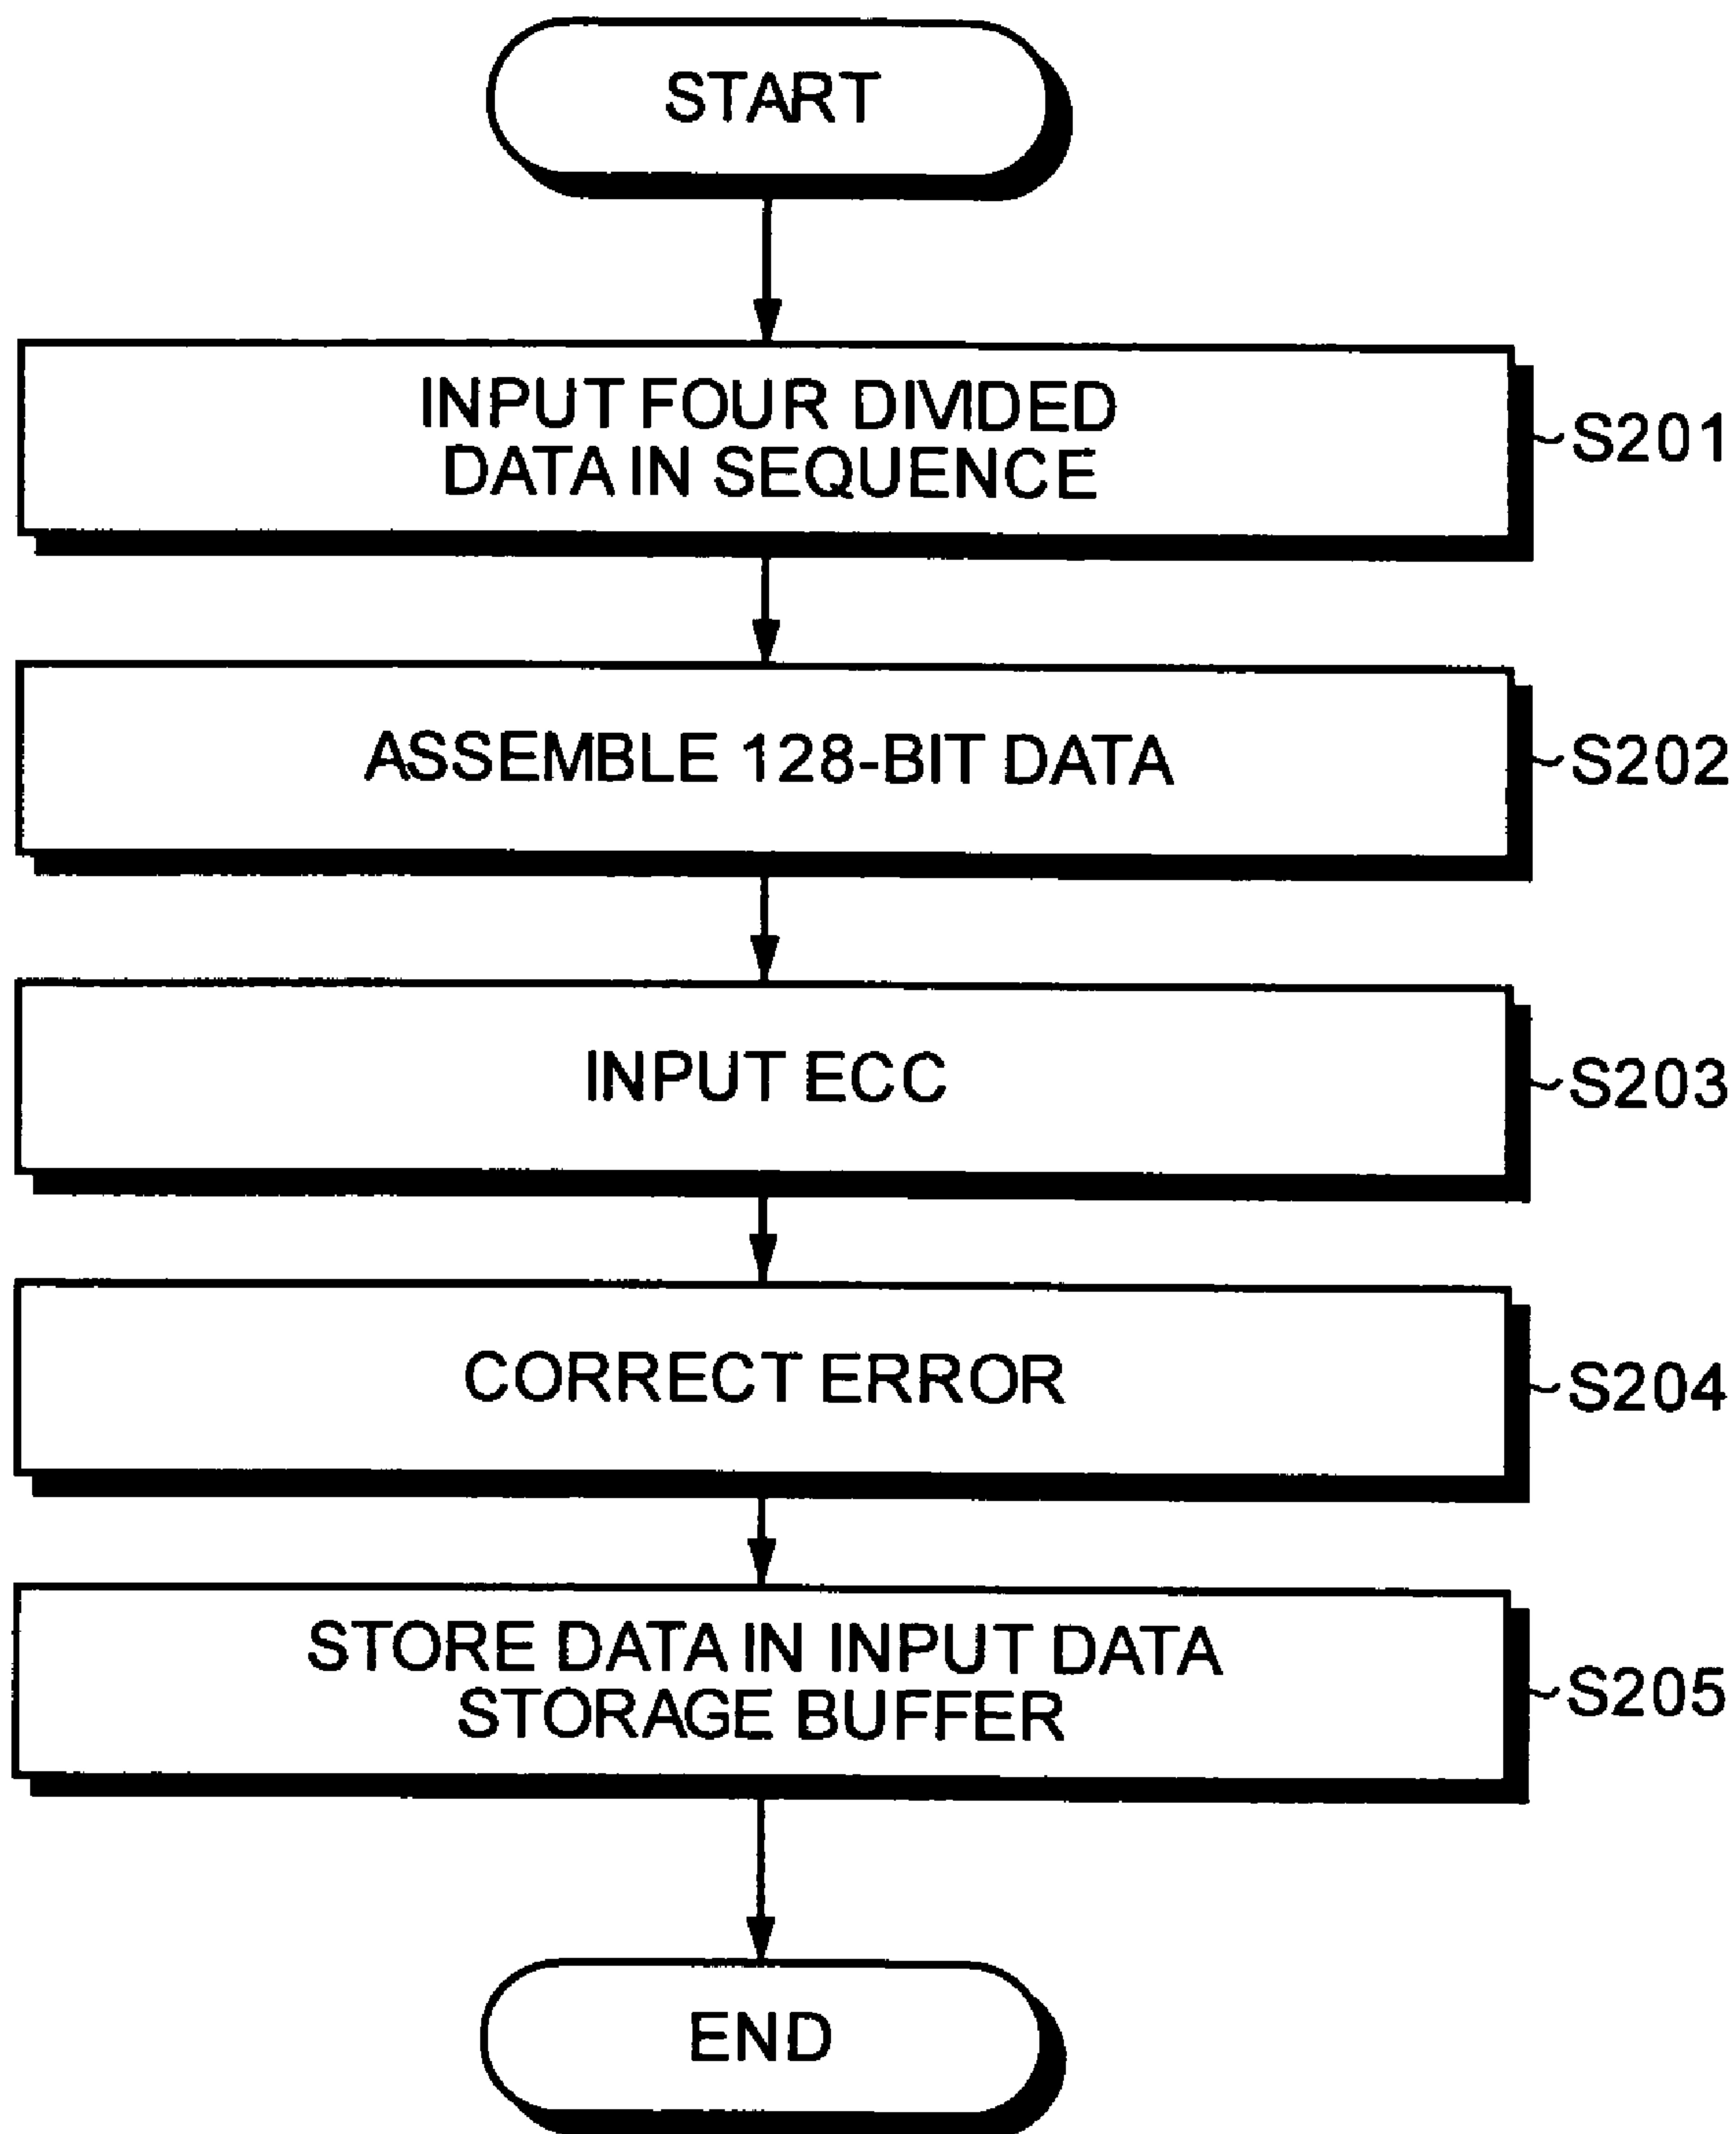 START
INPUT FOUR DIVIDED
DATA IN SEQUENCE
S201
ASSEMBLE 128-BIT DATA
S202
INPUT ECC
S203
CORRECT ERROR
S204
STORE DATA IN INPUT DATA
STORAGE BUFFER
S205
END